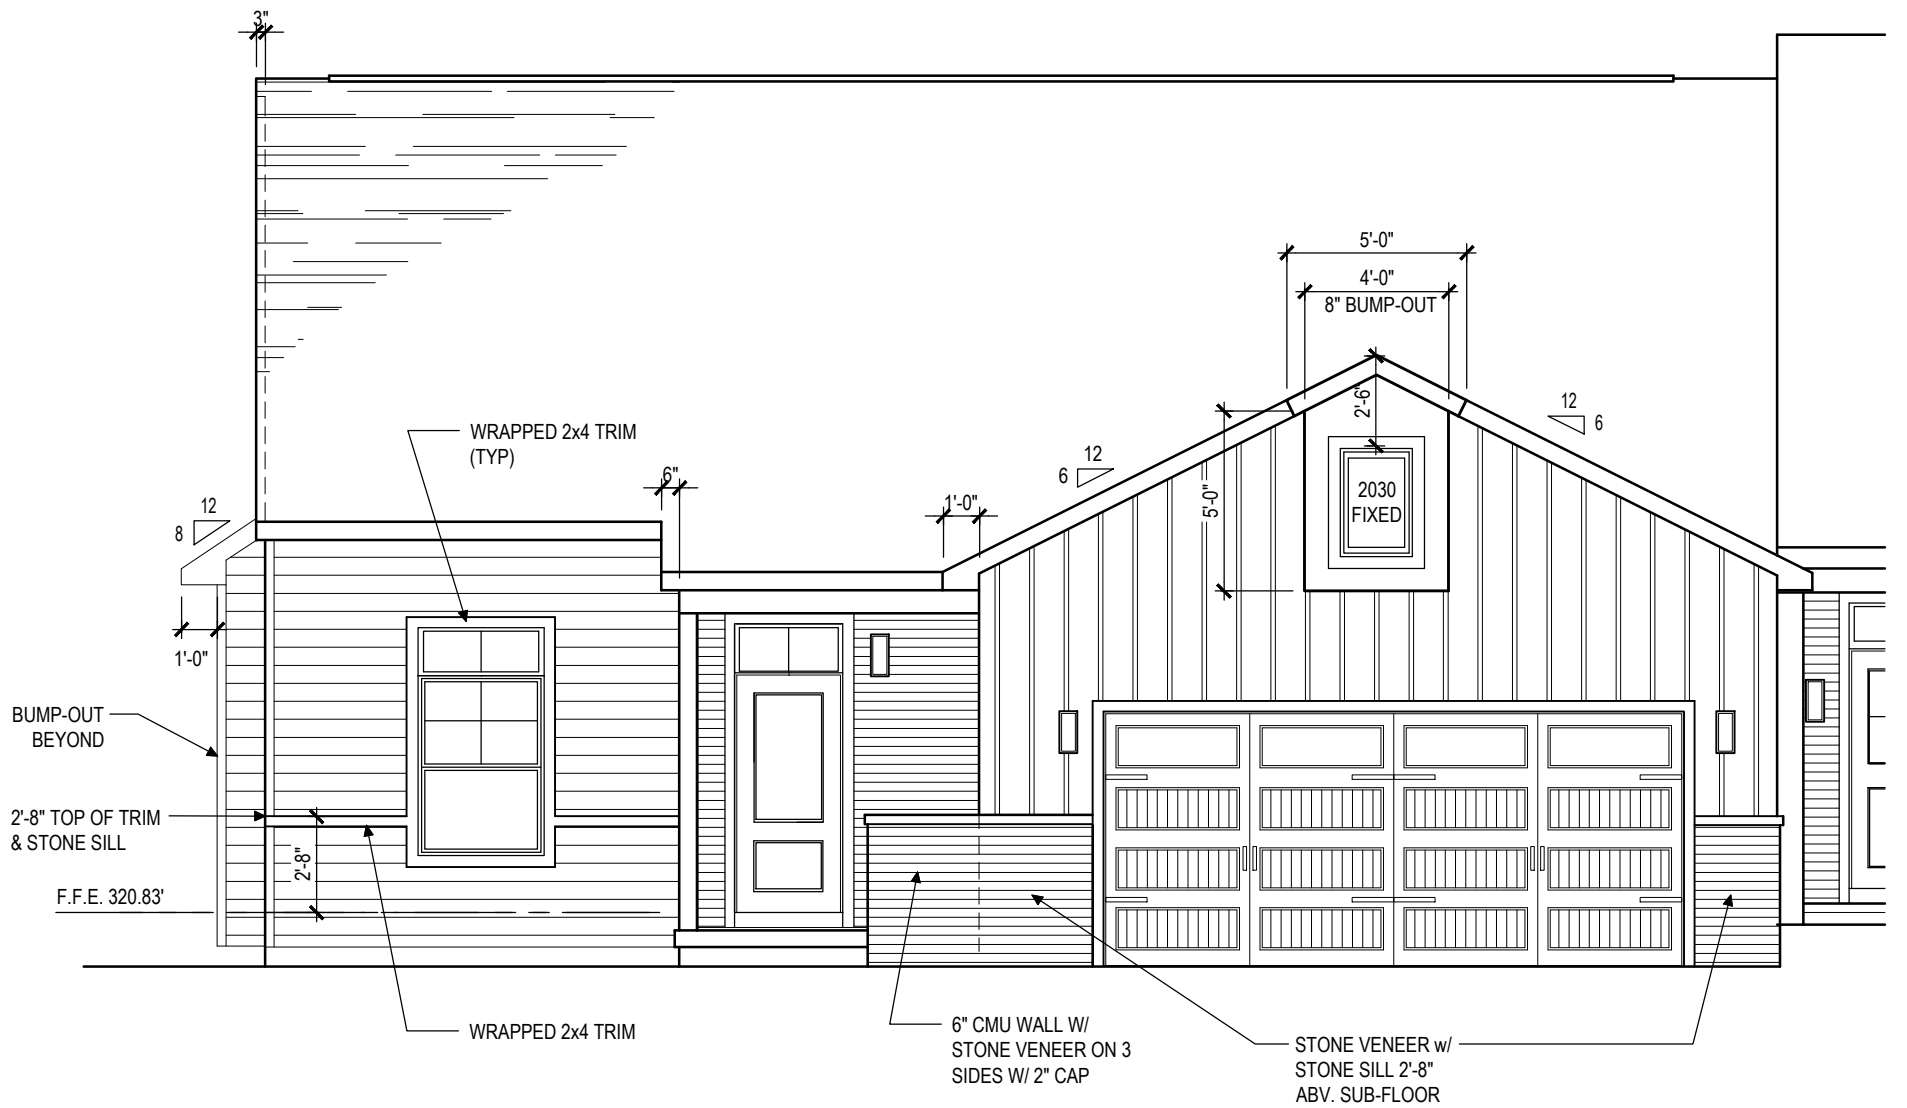 3"
5'-0"
4'-0"
8" BUMP-OUT
2'-6"
12
6
12
6
WRAPPED 2x4 TRIM
(TYP)
6"
1'-0"
5'-0"
2030
FIXED
12
8
1'-0"
BUMP-OUT
BEYOND
2'-8" TOP OF TRIM
& STONE SILL
2'-8"
F.F.E. 320.83'
WRAPPED 2x4 TRIM
6" CMU WALL W/
STONE VENEER ON 3
SIDES W/ 2" CAP
STONE VENEER w/
STONE SILL 2'-8"
ABV. SUB-FLOOR